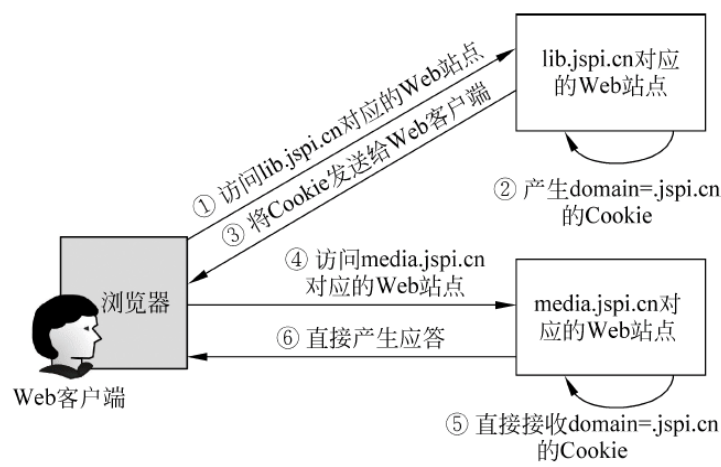 lib.jspi.cn对应
的Web站点
① 访问lib.jspi.cn对应的Web站点
③ 将Cookie发送给Web客户端
② 产生domain=.jspi.cn
的Cookie
浏览器
Web客户端
④ 访问media.jspi.cn
对应的Web站点
⑥ 直接产生应答
media.jspi.cn对
应的Web站点
⑤ 直接接收domain=.jspi.cn
的Cookie